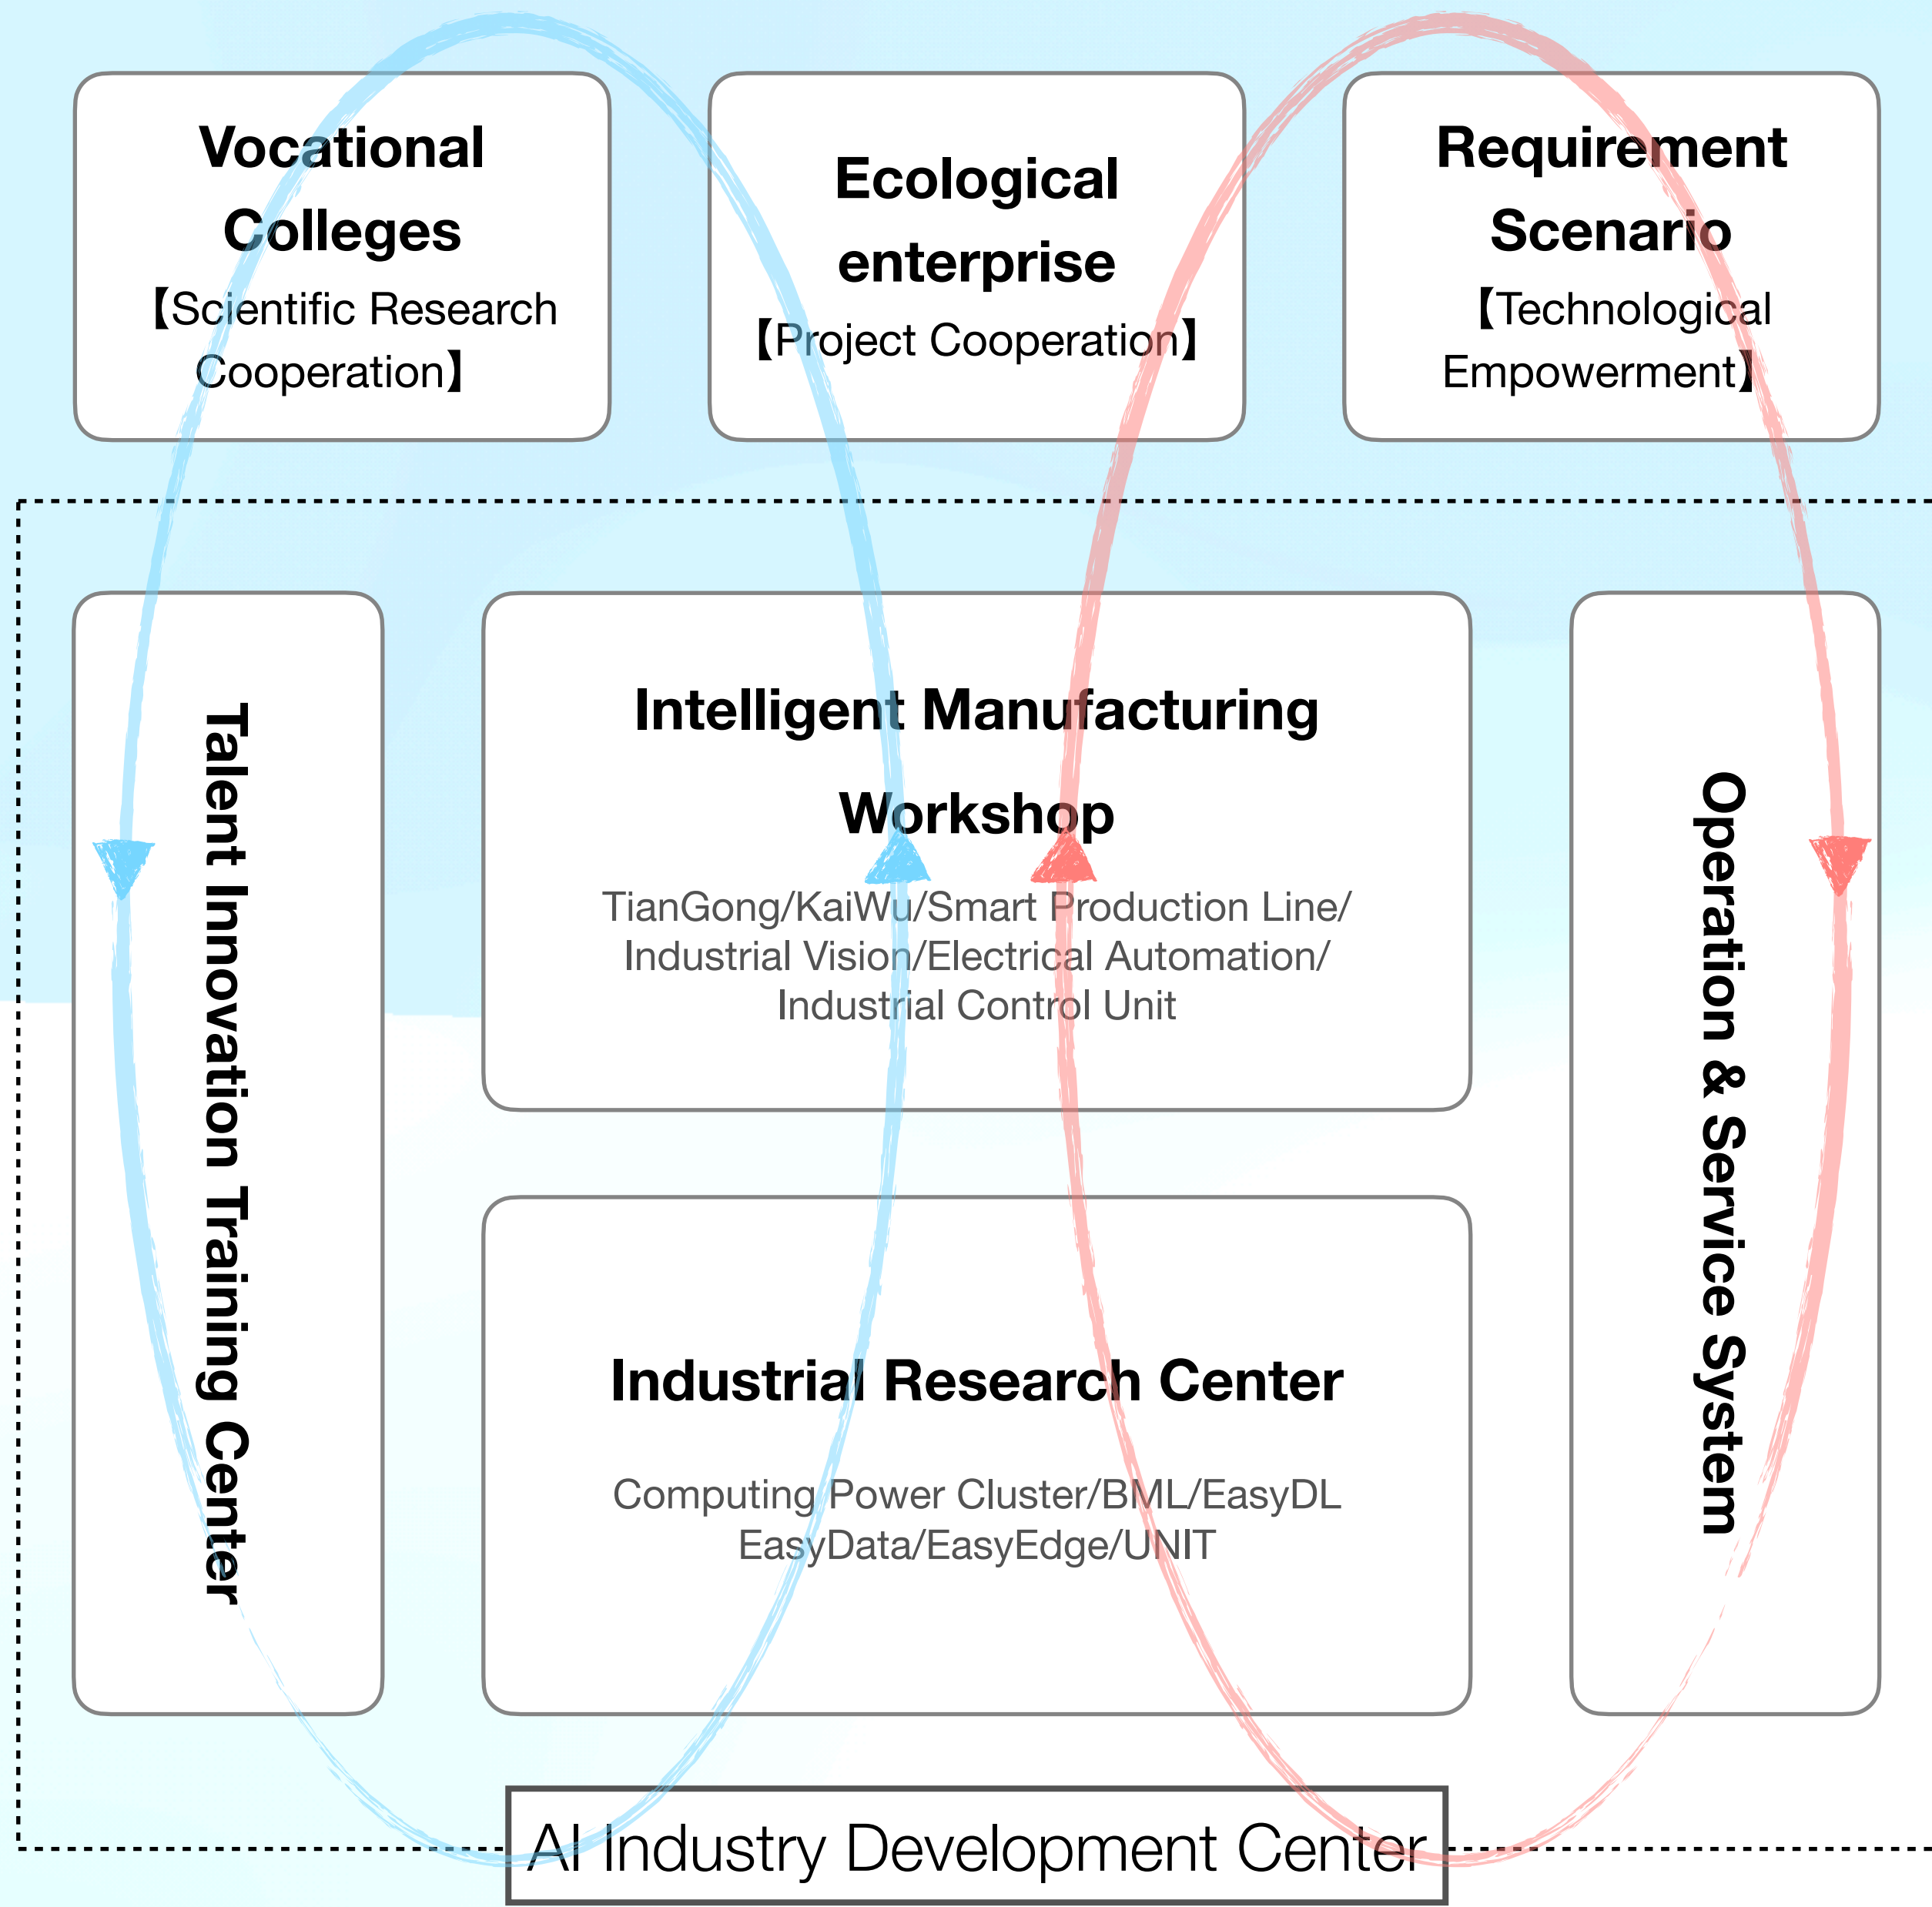 Vocational
Colleges
【Scientific Research
Cooperation】
Ecological
enterprise
【Project Cooperation】
Requirement
Scenario
【Technological
Empowerment】
Talent Innovation Training Center
Intelligent Manufacturing
Workshop
TianGong/KaiWu/Smart Production Line/
Industrial Vision/Electrical Automation/
Industrial Control Unit
Industrial Research Center
Computing Power Cluster/BML/EasyDL
EasyData/EasyEdge/UNIT
Operation & Service System
AI Industry Development Center